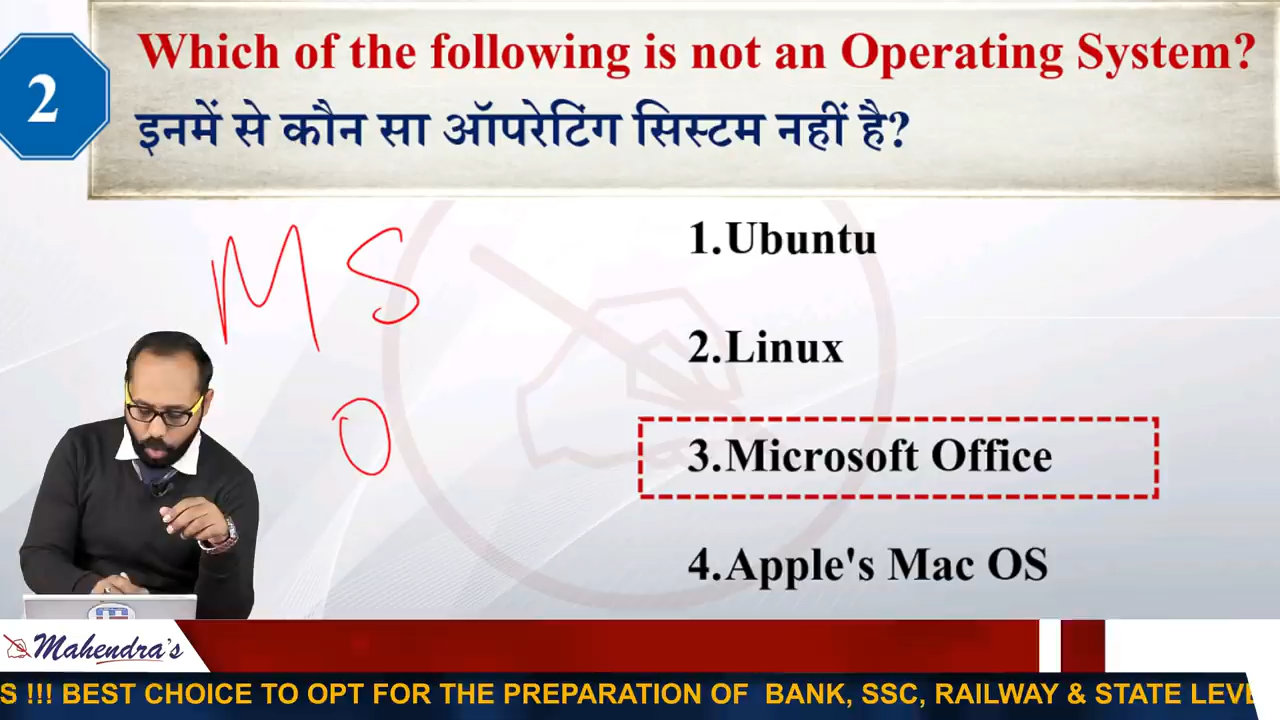 2
Which of the following is not an Operating System?
इनमें से कौन सा ऑपरेटिंग सिस्टम नहीं है?
M S
O
1.Ubuntu
2.Linux
3.Microsoft Office
4.Apple's Mac OS
Mahendra's
S !!! BEST CHOICE TO OPT FOR THE PREPARATION OF BANK, SSC, RAILWAY & STATE LEVE